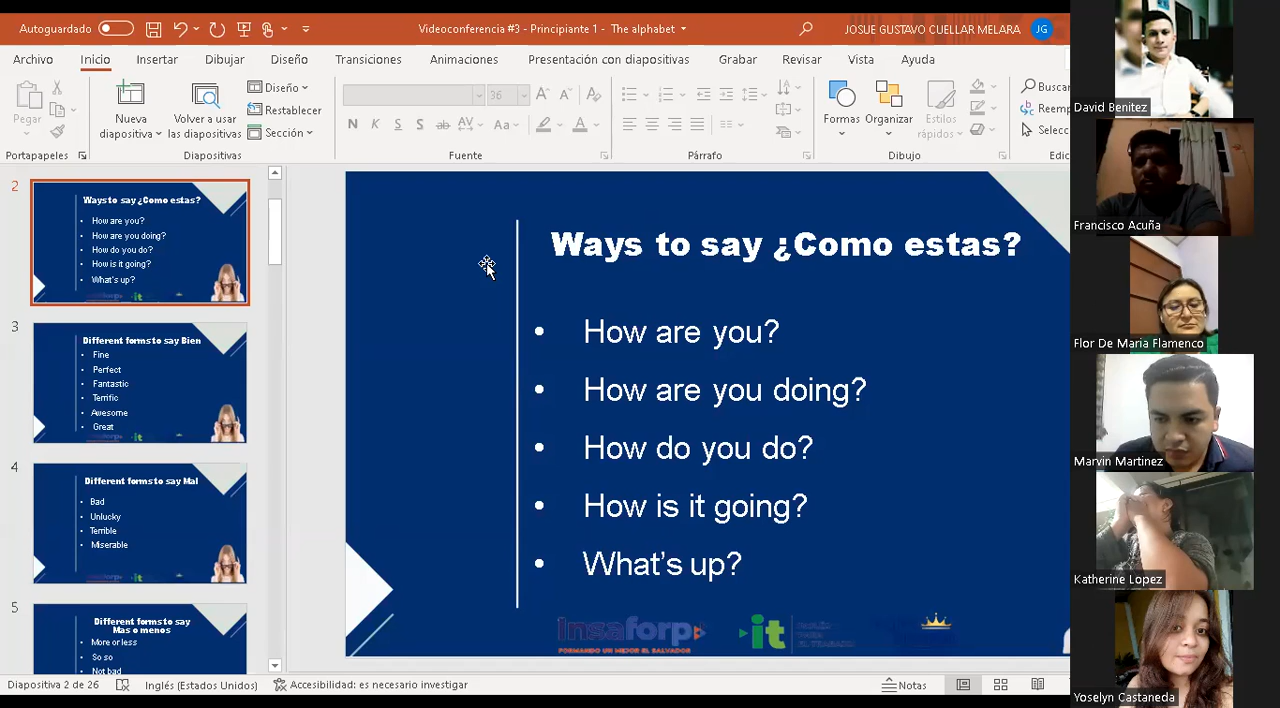 Autoguardado
Videoconferencia #3 - Principiante 1 - The alphabet
JOSUE GUSTAVO CUELLAR MELARA
JG
Archivo Inicio Insertar Dibujar Diseño Transiciones Animaciones Presentación con diapositivas Grabar Revisar Vista Ayuda
Pegar
Nueva diapositiva
Volver a usar las diapositivas
Diseño
Restablecer
Sección
36
N K S S ab AV Aa A
Formas
Organizar
Estilos rápidos
Buscar
Reemp
Selecc
Portapapeles
Diapositivas
Fuente
Párrafo
Dibujo
Edic
2
Ways to say ¿Como estas?
How are you?
How are you doing?
How do you do?
How is it going?
What's up?
3
Different forms to say Bien
Fine
Perfect
Fantastic
Terrific
Awesome
Great
4
Different forms to say Mal
Bad
Unlucky
Terrible
Miserable
5
Different forms to say
Mas o menos
More or less
So so
Not bad
Ways to say ¿Como estas?
• How are you?
• How are you doing?
• How do you do?
• How is it going?
• What's up?
Insaforp
FORMANDO UN MEJOR EL SALVADOR
it
Diapositiva 2 de 26
Inglés (Estados Unidos)
Accesibilidad: es necesario investigar
Notas
David Benitez
Francisco Acuña
Flor De Maria Flamenco
Marvin Martinez
Katherine Lopez
Yoselyn Castaneda